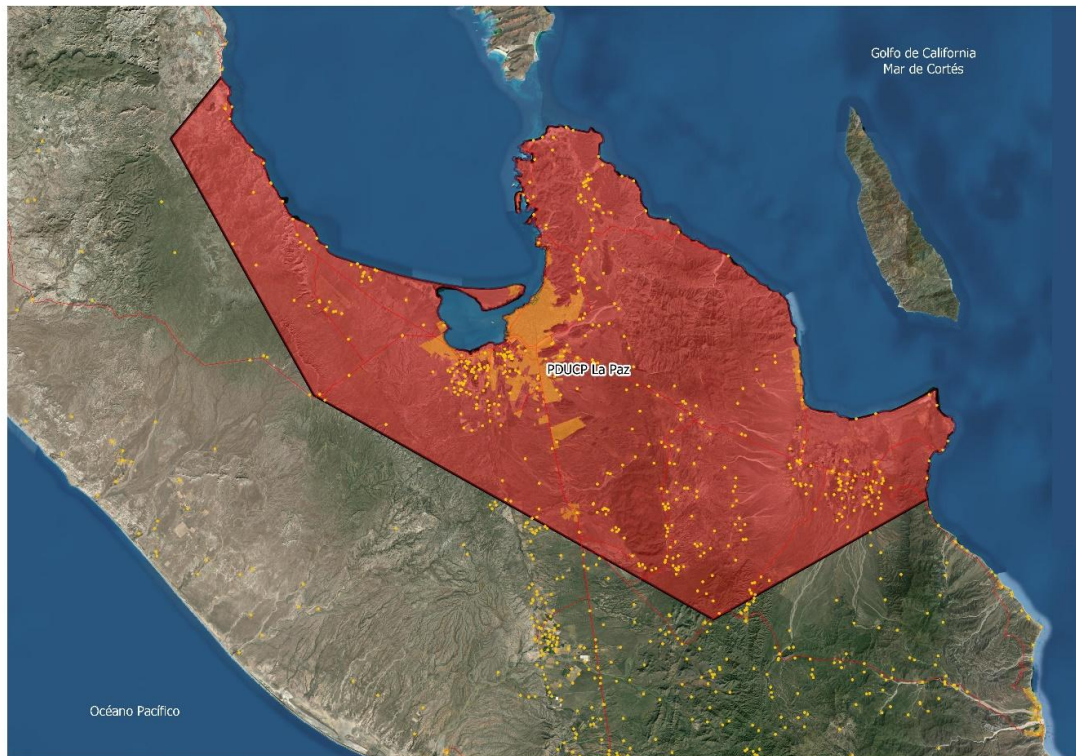 Golfo de California
Mar de Cortés
PDUCP La Paz
Océano Pacífico